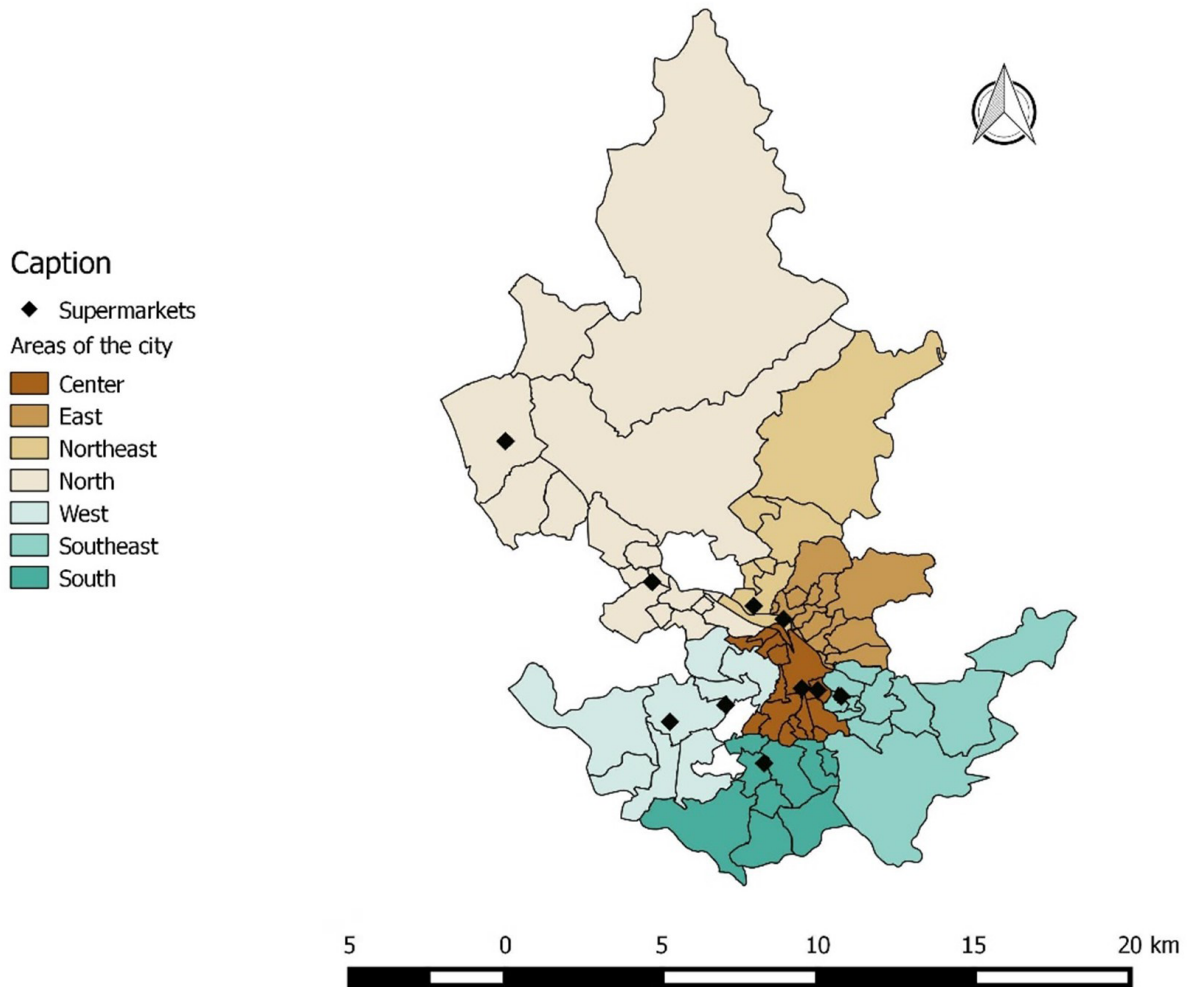 Caption
Supermarkets
Areas of the city
Center
East
Northeast
North
West
Southeast
South
5 0 5 10 15 20 km